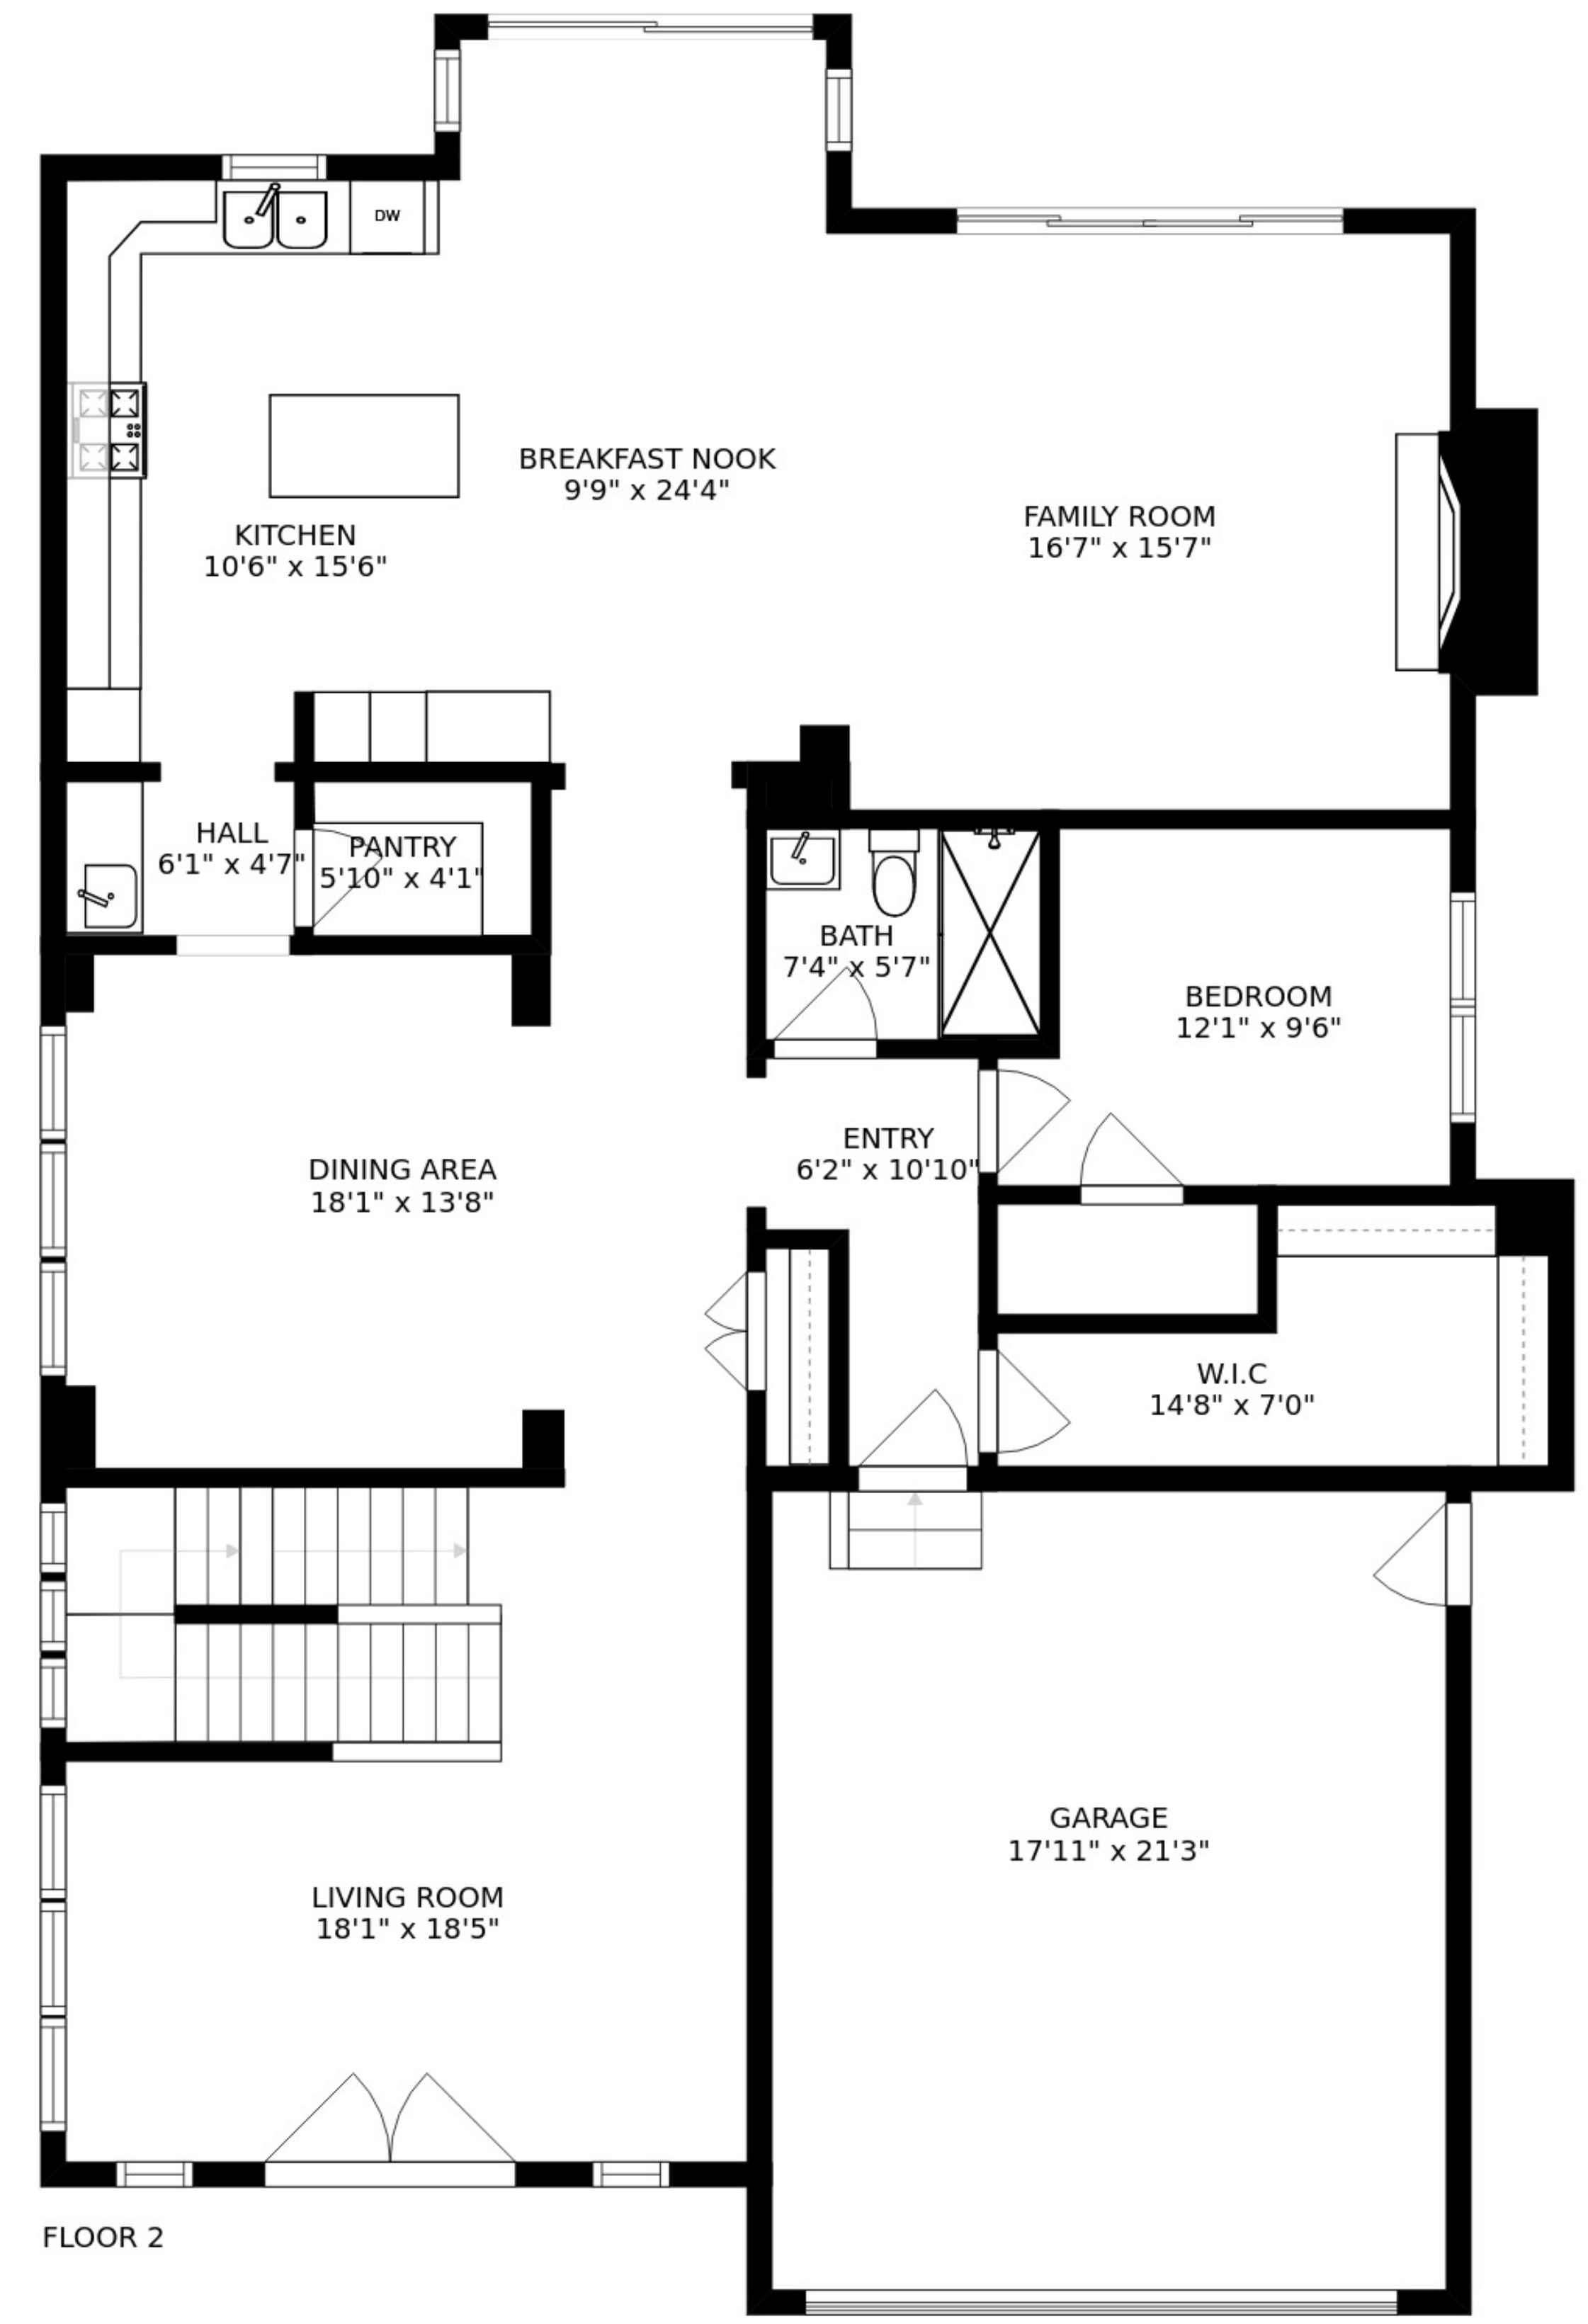 DW
BREAKFAST NOOK
9'9" x 24'4"
FAMILY ROOM
16'7" x 15'7"
KITCHEN
10'6" x 15'6"
HALL
6'1" x 4'7"
PANTRY
5'10" x 4'1"
BATH
7'4" x 5'7"
BEDROOM
12'1" x 9'6"
ENTRY
6'2" x 10'10"
DINING AREA
18'1" x 13'8"
W.I.C
14'8" x 7'0"
GARAGE
17'11" x 21'3"
LIVING ROOM
18'1" x 18'5"
FLOOR 2